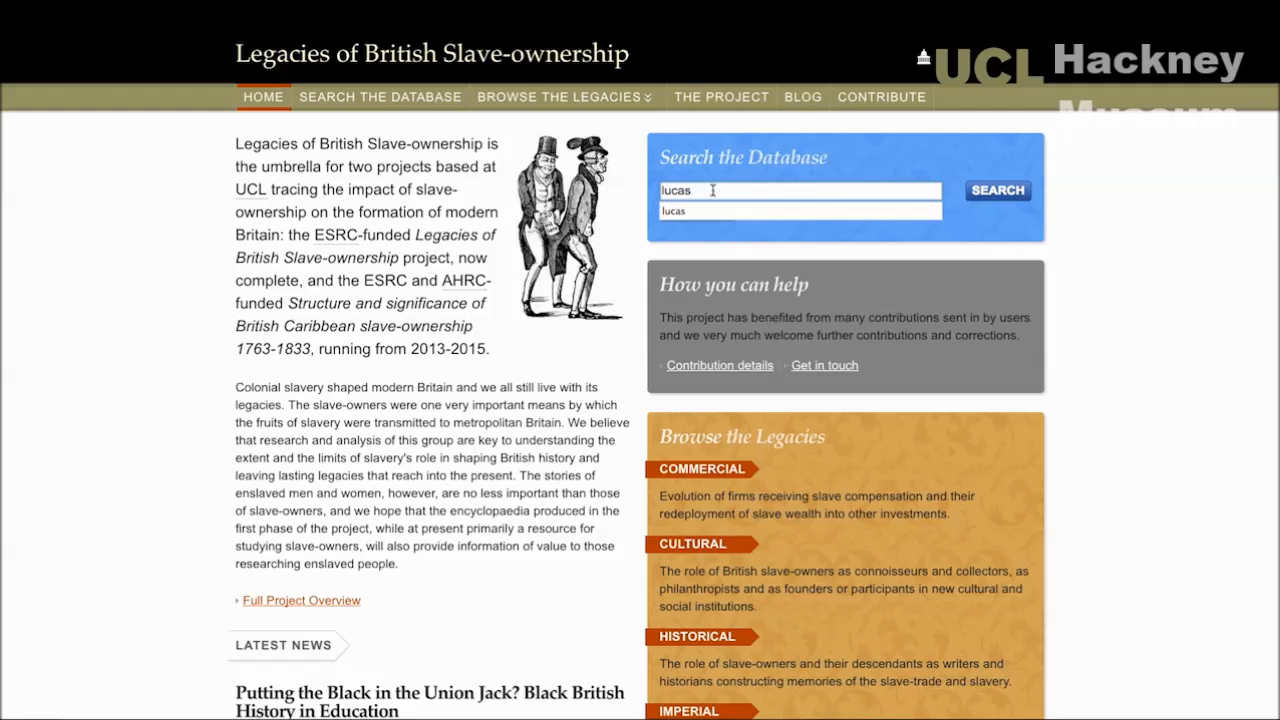 Legacies of British Slave-ownership
UCL
Hackney
Museum
HOME
SEARCH THE DATABASE
BROWSE THE LEGACIES
THE PROJECT
BLOG
CONTRIBUTE
Legacies of British Slave-ownership is
the umbrella for two projects based at
UCL tracing the impact of slave-
ownership on the formation of modern
Britain: the ESRC-funded Legacies of
British Slave-ownership project, now
complete, and the ESRC and AHRC-
funded Structure and significance of
British Caribbean slave-ownership
1763-1833, running from 2013-2015.
Colonial slavery shaped modern Britain and we all still live with its
legacies. The slave-owners were one very important means by which
the fruits of slavery were transmitted to metropolitan Britain. We believe
that research and analysis of this group are key to understanding the
extent and the limits of slavery's role in shaping British history and
leaving lasting legacies that reach into the present. The stories of
enslaved men and women, however, are no less important than those
of slave-owners, and we hope that the encyclopaedia produced in the
first phase of the project, while at present primarily a resource for
studying slave-owners, will also provide information of value to those
researching enslaved people.
Full Project Overview
LATEST NEWS
Putting the Black in the Union Jack? Black British
History in Education
Search the Database
lucas
SEARCH
lucas
How you can help
This project has benefited from many contributions sent in by users
and we very much welcome further contributions and corrections.
Contribution details
Get in touch
Browse the Legacies
COMMERCIAL
Evolution of firms receiving slave compensation and their
redeployment of slave wealth into other investments.
CULTURAL
The role of British slave-owners as connoisseurs and collectors, as
philanthropists and as founders or participants in new cultural and
social institutions.
HISTORICAL
The role of slave-owners and their descendants as writers and
historians constructing memories of the slave-trade and slavery.
IMPERIAL